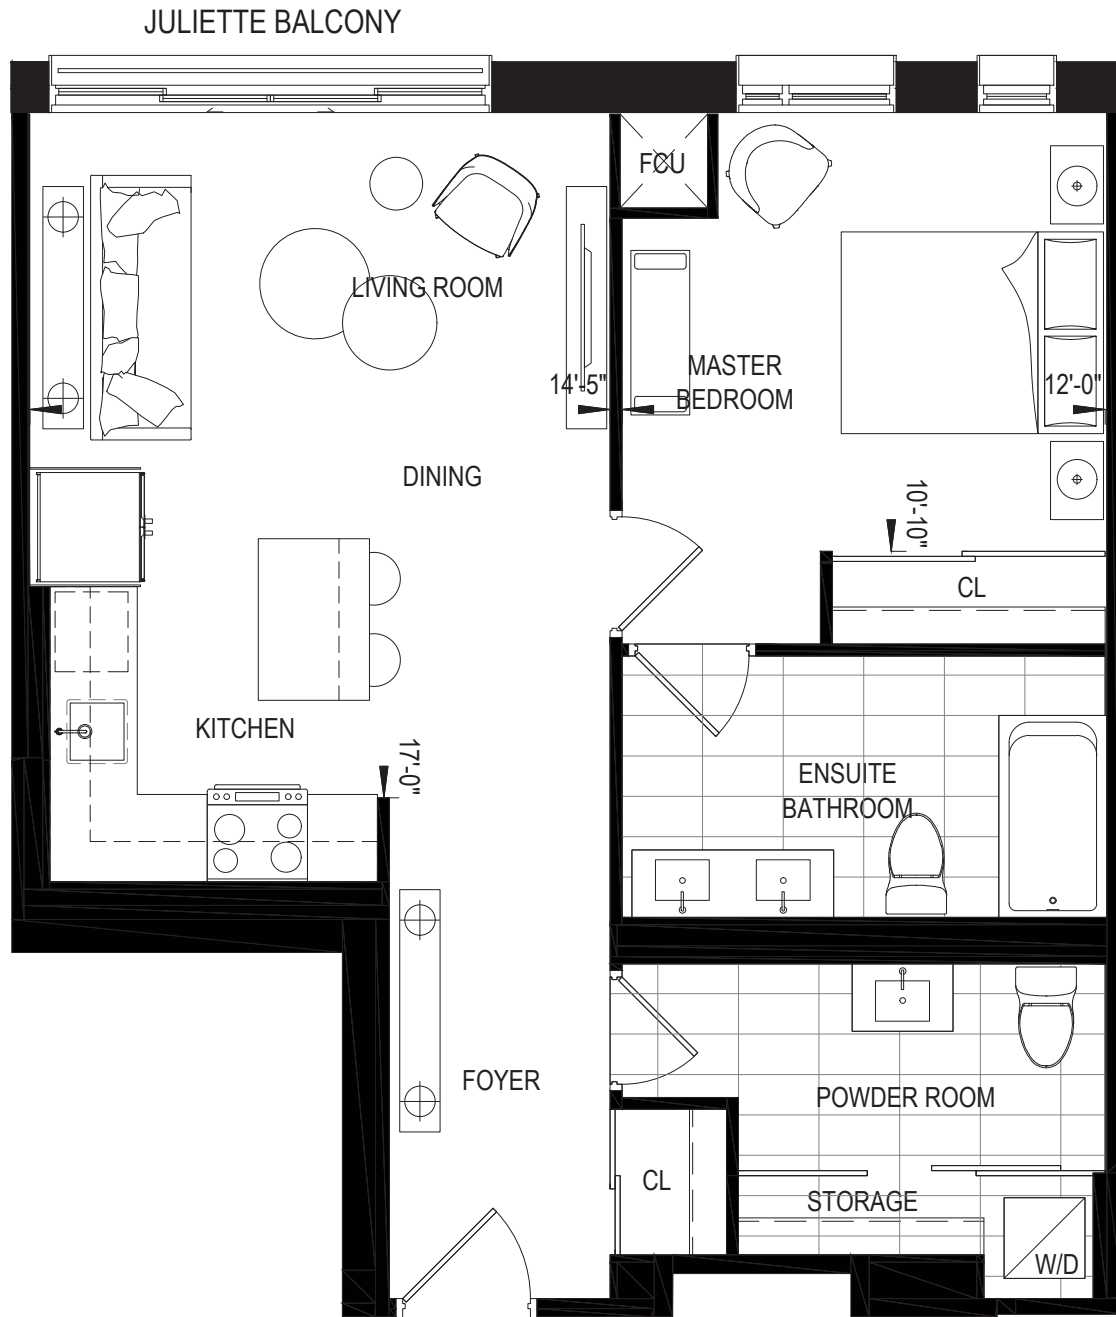 JULIETTE BALCONY
FCU
LIVING ROOM
14'-5"
MASTER
BEDROOM
12'-0"
DINING
10'-10"
CL
KITCHEN
17'-0"
ENSUITE
BATHROOM
FOYER
POWDER ROOM
CL
STORAGE
W/D